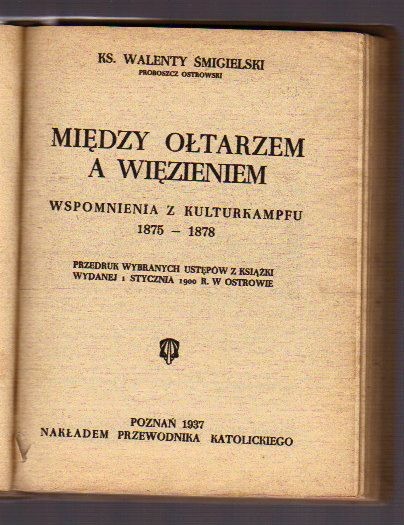 KS. WALENTY ŚMIGIELSKI
PROBOSZCZ OSTROWSKI
MIĘDZY OŁTARZEM
A WIĘZIENIEM
WSPOMNIENIA Z KULTURKAMPFU
1875 – 1878
PRZEDRUK WYBRANYCH USTĘPÓW Z KSIĄŻKI
WYDANEJ 1 STYCZNIA 1900 R. W OSTROWIE
POZNAŃ 1937
NAKŁADEM PRZEWODNIKA KATOLICKIEGO